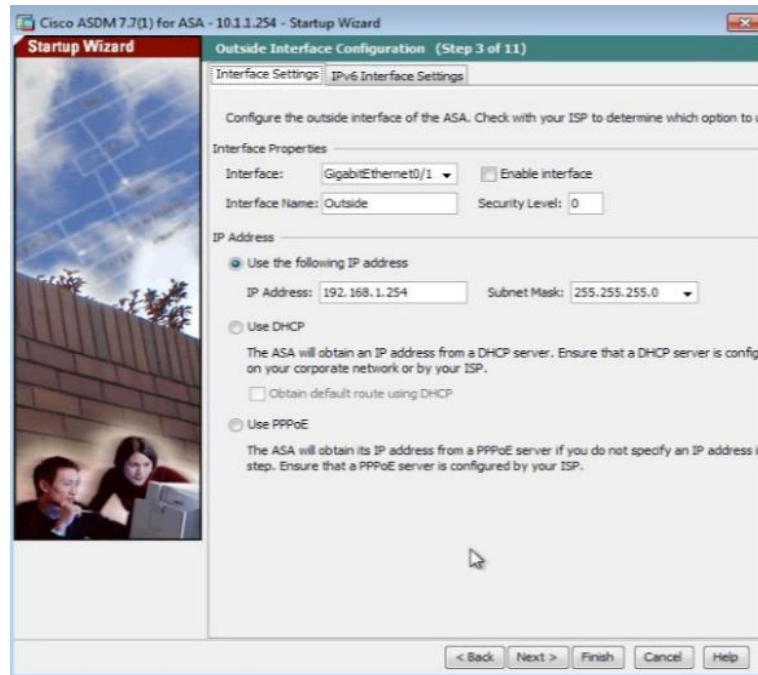 Cisco ASDM 7.7(1) for ASA - 10.1.1.254 - Startup Wizard
Startup Wizard
Outside Interface Configuration (Step 3 of 11)
Interface Settings IPv6 Interface Settings
Configure the outside interface of the ASA. Check with your ISP to determine which option to
Interface Properties
Interface: GigabitEthernet0/1 Enable interface
Interface Name: Outside Security Level: 0
IP Address
Use the following IP address
IP Address: 192.168.1.254 Subnet Mask: 255.255.255.0
Use DHCP
The ASA will obtain an IP address from a DHCP server. Ensure that a DHCP server is config
on your corporate network or by your ISP.
Obtain default route using DHCP
Use PPPoE
The ASA will obtain its IP address from a PPPoE server if you do not specify an IP address
step. Ensure that a PPPoE server is configured by your ISP.
< Back Next > Finish Cancel Help